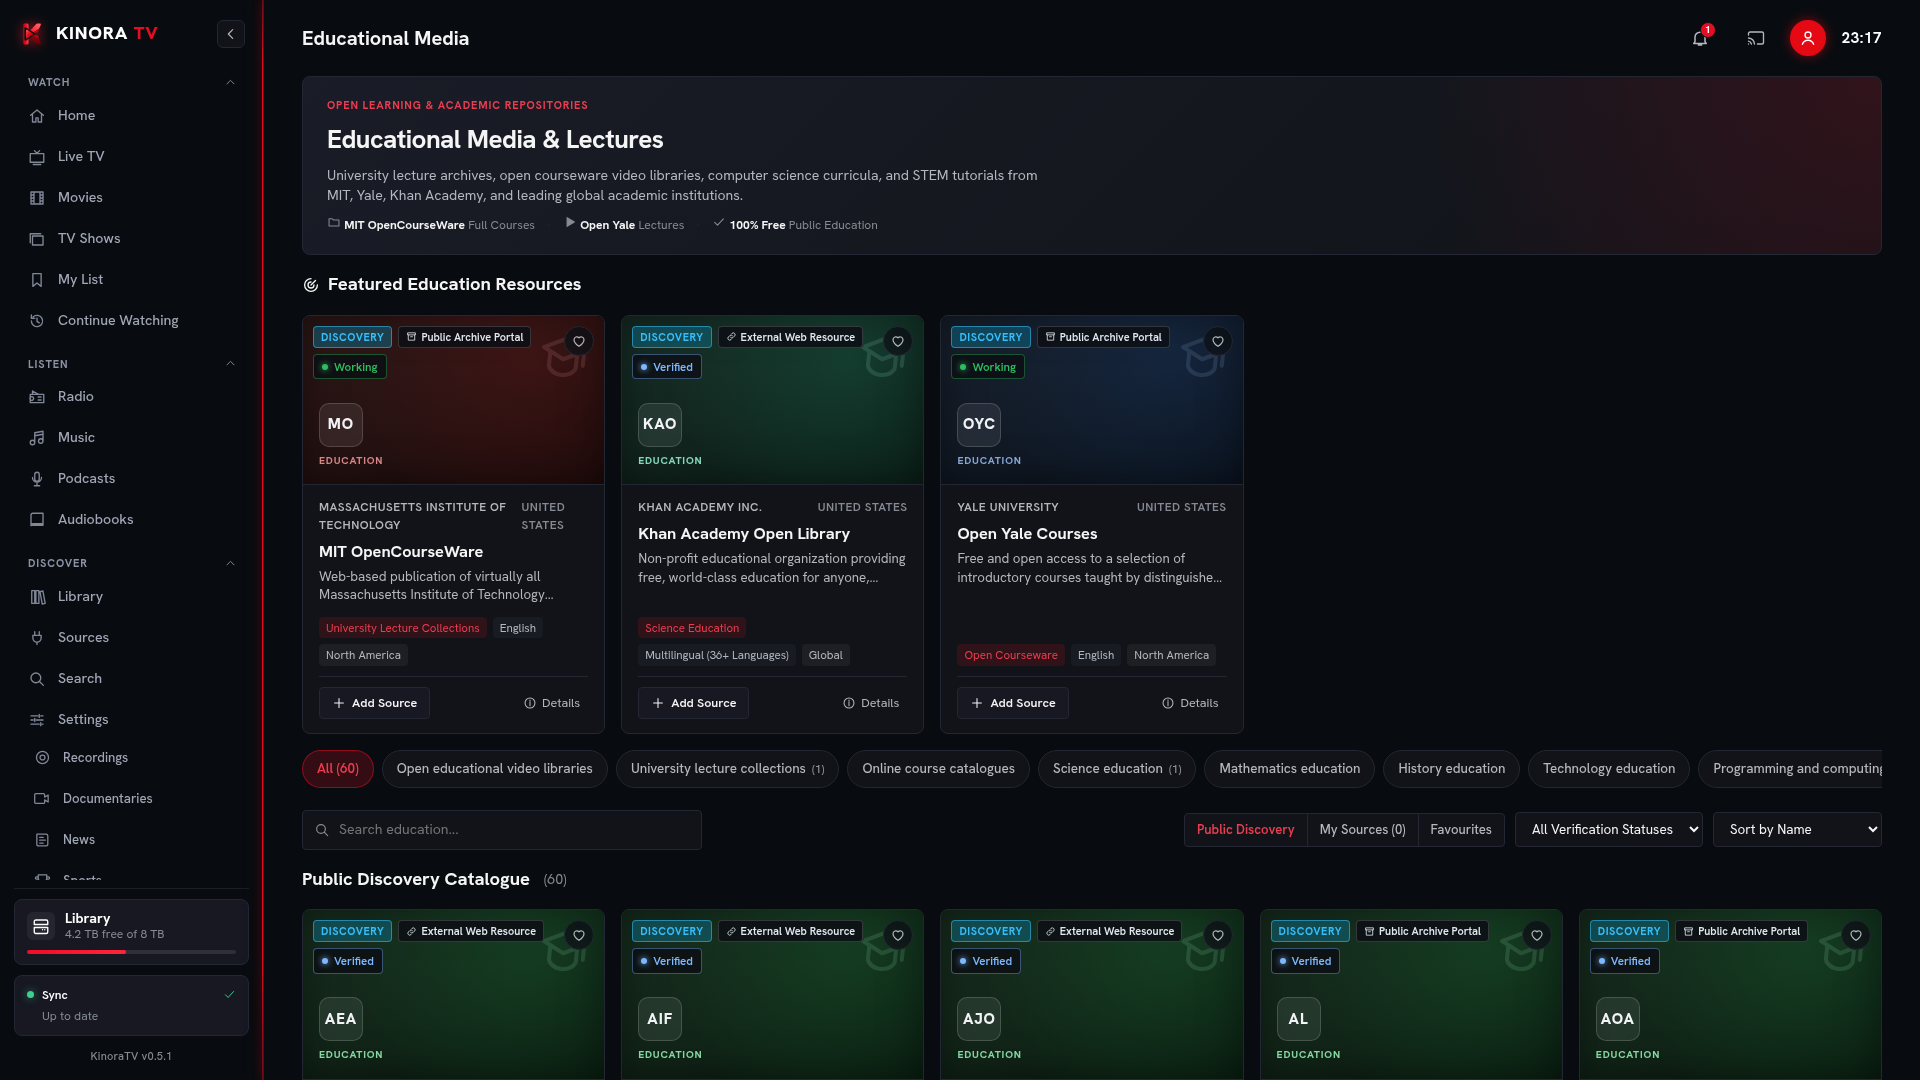 KINORA TV
WATCH
Home
Live TV
Movies
TV Shows
My List
Continue Watching
LISTEN
Radio
Music
Podcasts
Audiobooks
DISCOVER
Library
Sources
Search
Settings
Recordings
Documentaries
News
Sports
Library
4.2 TB free of 8 TB
Sync
Up to date
KinoraTV v0.5.1
Educational Media
1
23:17
OPEN LEARNING & ACADEMIC REPOSITORIES
Educational Media & Lectures
University lecture archives, open courseware video libraries, computer science curricula, and STEM tutorials from
MIT, Yale, Khan Academy, and leading global academic institutions.
MIT OpenCourseWare Full Courses
Open Yale Lectures
100% Free Public Education
Featured Education Resources
DISCOVERY
Public Archive Portal
Working
MO
EDUCATION
MASSACHUSETTS INSTITUTE OF
TECHNOLOGY
UNITED
STATES
MIT OpenCourseWare
Web-based publication of virtually all
Massachusetts Institute of Technology...
University Lecture Collections
English
North America
Add Source
Details
DISCOVERY
External Web Resource
Verified
KAO
EDUCATION
KHAN ACADEMY INC.
UNITED STATES
Khan Academy Open Library
Non-profit educational organization providing
free, world-class education for anyone,...
Science Education
Multilingual (36+ Languages)
Global
Add Source
Details
DISCOVERY
Public Archive Portal
Working
OYC
EDUCATION
YALE UNIVERSITY
UNITED STATES
Open Yale Courses
Free and open access to a selection of
introductory courses taught by distinguishe...
Open Courseware
English
North America
Add Source
Details
All (60)
Open educational video libraries
University lecture collections (1)
Online course catalogues
Science education (1)
Mathematics education
History education
Technology education
Programming and computing
Search education...
Public Discovery
My Sources (0)
Favourites
All Verification Statuses
Sort by Name
Public Discovery Catalogue (60)
DISCOVERY
External Web Resource
Verified
AEA
EDUCATION
DISCOVERY
External Web Resource
Verified
AIF
EDUCATION
DISCOVERY
External Web Resource
Verified
AJO
EDUCATION
DISCOVERY
Public Archive Portal
Verified
AL
EDUCATION
DISCOVERY
Public Archive Portal
Verified
AOA
EDUCATION